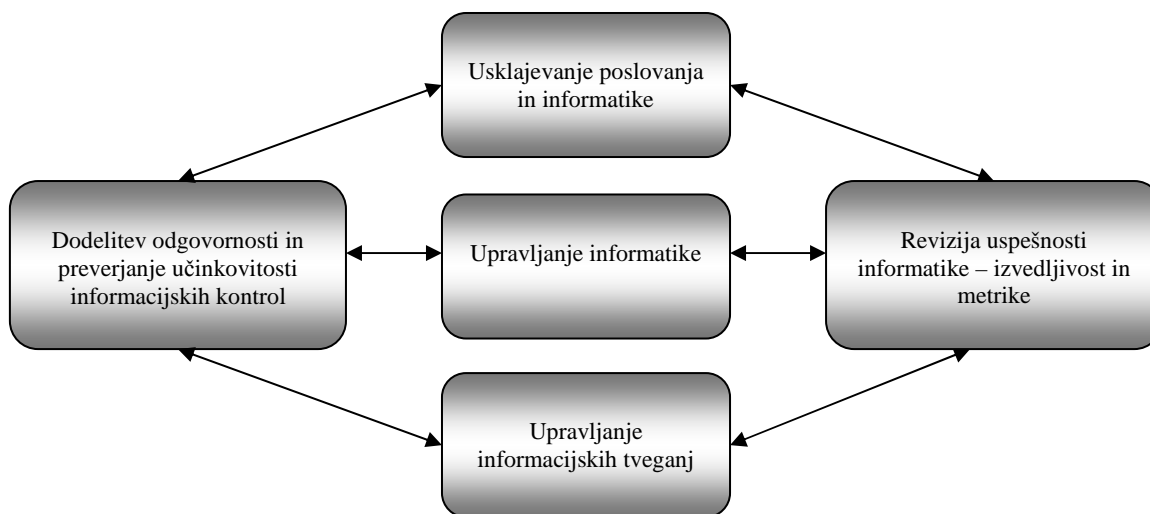 Usklajevanje poslovanja
in informatike
Dodelitev odgovornosti in
preverjanje učinkovitosti
informacijskih kontrol
Upravljanje informatike
Revizija uspešnosti
informatike – izvedljivost in
metrike
Upravljanje
informacijskih tveganj